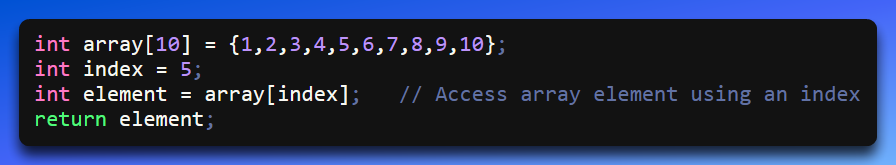 int array[10] = {1,2,3,4,5,6,7,8,9,10};
int index = 5;
int element = array[index];   // Access array element using an index
return element;